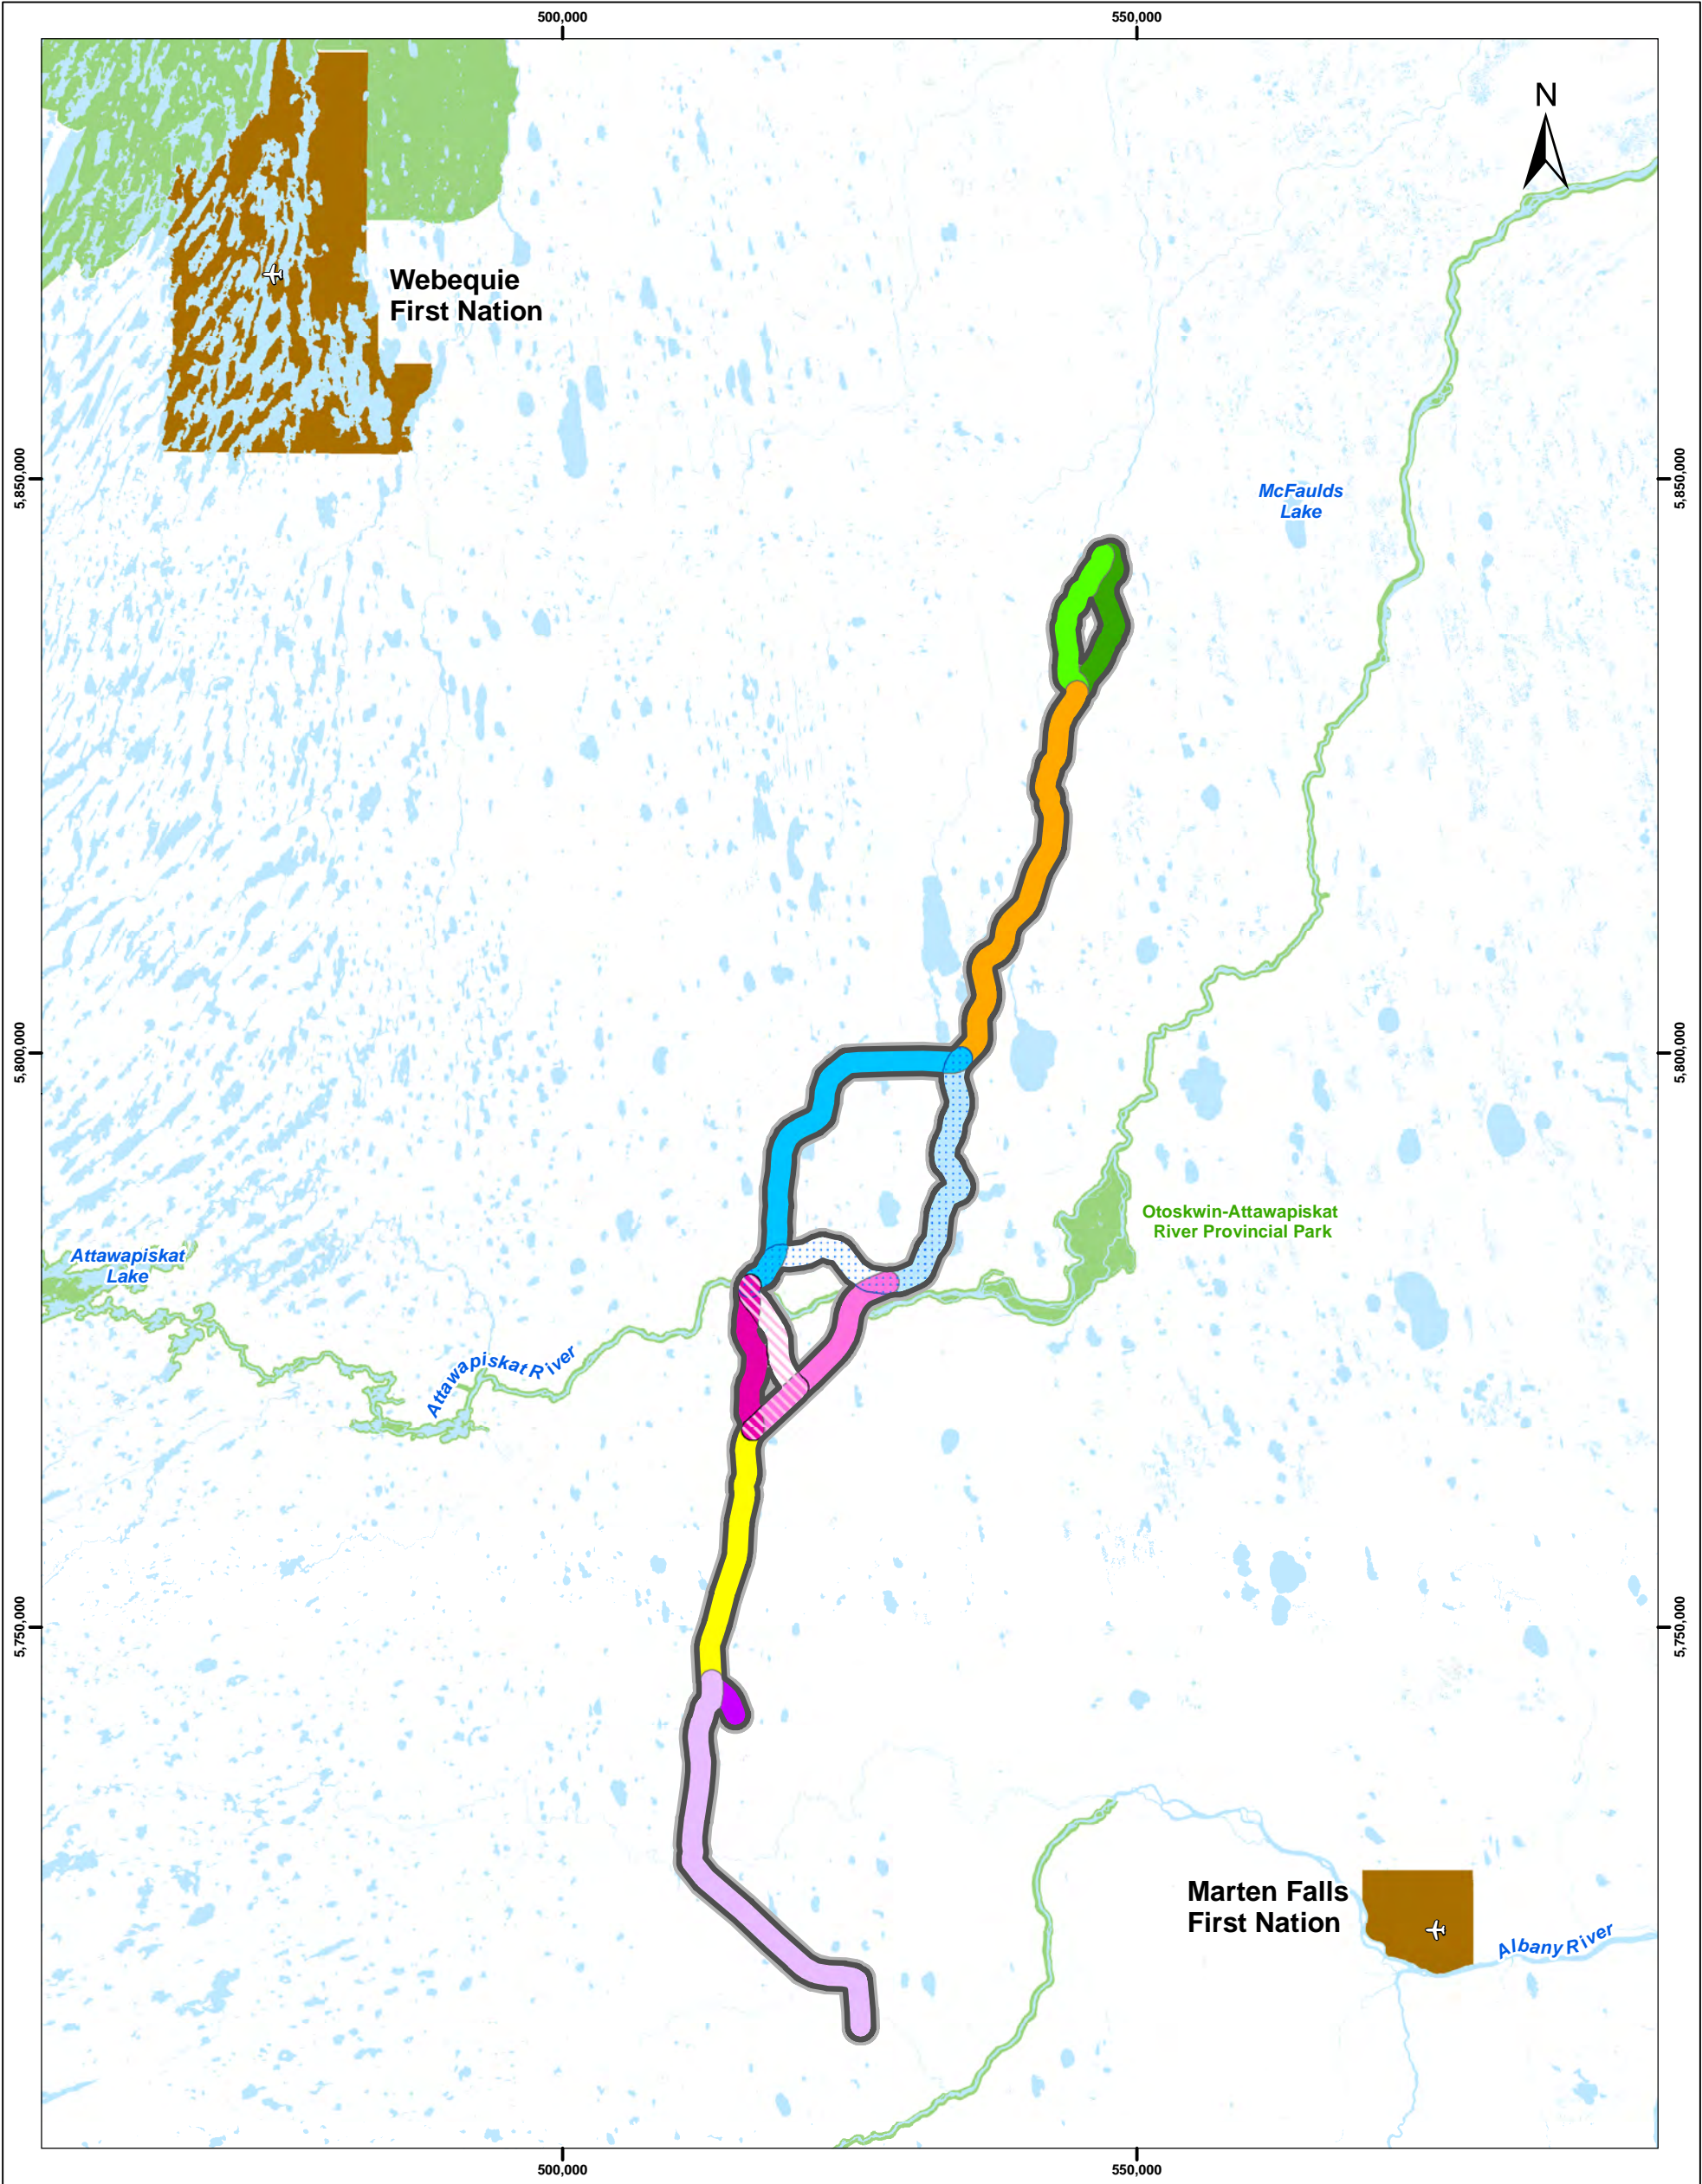 500,000
550,000
N
Webequie
First Nation
5,850,000
5,850,000
McFaulds
Lake
5,800,000
5,800,000
Otoskwin-Attawapiskat
River Provincial Park
Attawapiskat
Lake
Attawapiskat River
5,750,000
5,750,000
Marten Falls
First Nation
Albany River
500,000
550,000